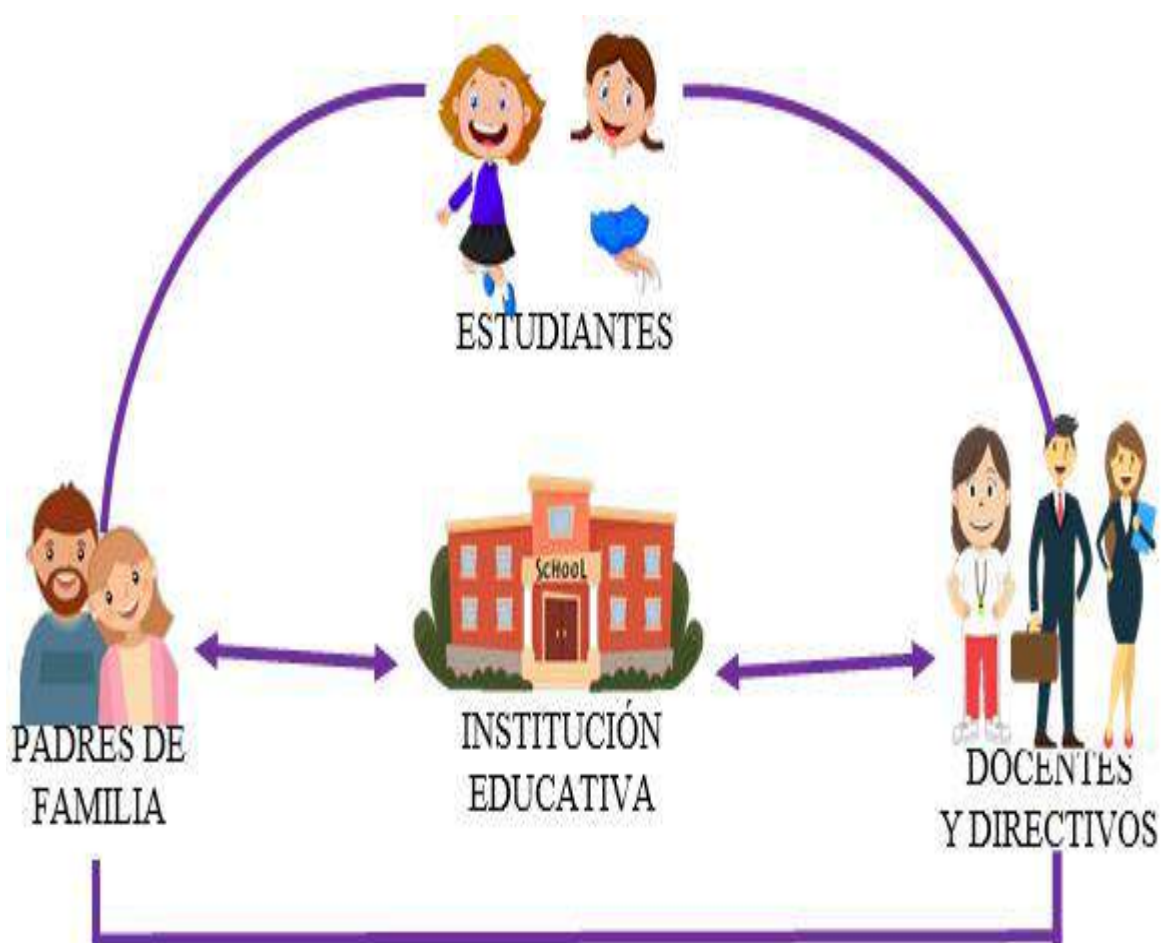 ESTUDIANTES
SCHOOL
PADRES DE
FAMILIA
INSTITUCIÓN
EDUCATIVA
DOCENTES
Y DIRECTIVOS